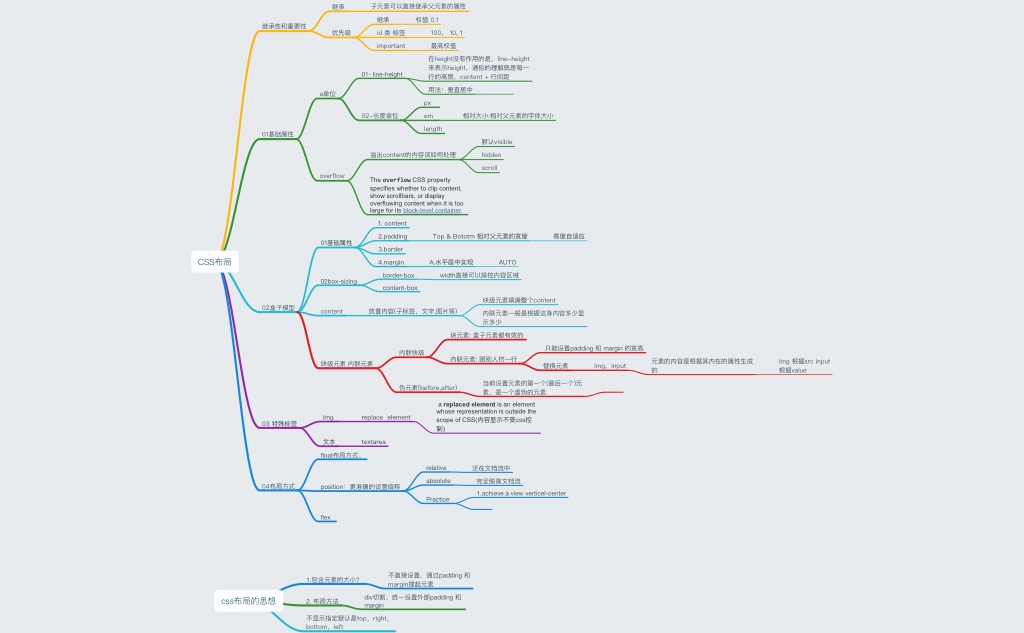 继承
子元素可以直接继承父元素的属性
继承性和重要性
继承
权值 0.1
优先级
id 类 标签
100， 10, 1
important
最高权值
在height没有作用的是，line-height
来表示height，通俗的理解就是每一
行的高度，content + 行间距
01- line-height
用法：垂直居中
a单位
px
02-长度单位
em
相对大小:相对父元素的字体大小
length
01基础属性
默认visible
溢出content的内容该如何处理
hidden
scroll
overflow
The overflow CSS property
specifies whether to clip content,
show scrollbars, or display
overflowing content when it is too
large for its block-level container.
CSS布局
1. content
2.padding
Top & Bototm 相对父元素的宽度
高度自适应
01基础属性
3.border
4.margin
A.水平居中实现
AUTO
border-box
width直接可以操控内容区域
02box-sizing
content-box
02盒子模型
块级元素填满整个content
content
放置内容(子标签，文字,图片等)
内联元素一般是根据这身内容多少显
示多少
块元素: 盒子元素都有效的
内联快级
只能设置padding 和 margin 的宽高
内联元素: 跟别人挤一行
元素的内容是根据其内在的属性生成
的
img 根据src input
根据value
替换元素
img，input
块级元素 内联元素
伪元素(before,after)
当前设置元素的第一个(最后一个)元
素，是一个虚伪的元素
a replaced element is an element
whose representation is outside the
scope of CSS(内容显示不受css控
制)
img
replace element
03 特殊标签
文本
textarea
float布局方式，
relative
还在文档流中
absolute
完全脱离文档流
04布局方式
position：更准确的设置偏移
Practice
1.achieve a view verticel-center
flex
1.包含元素的大小?
不直接设置，通过padding 和
margin撑起元素
css布局的思想
2. 布局方法
div切割，统一设置外部padding 和
margin
不显示指定默认是top，right，
bottom，left